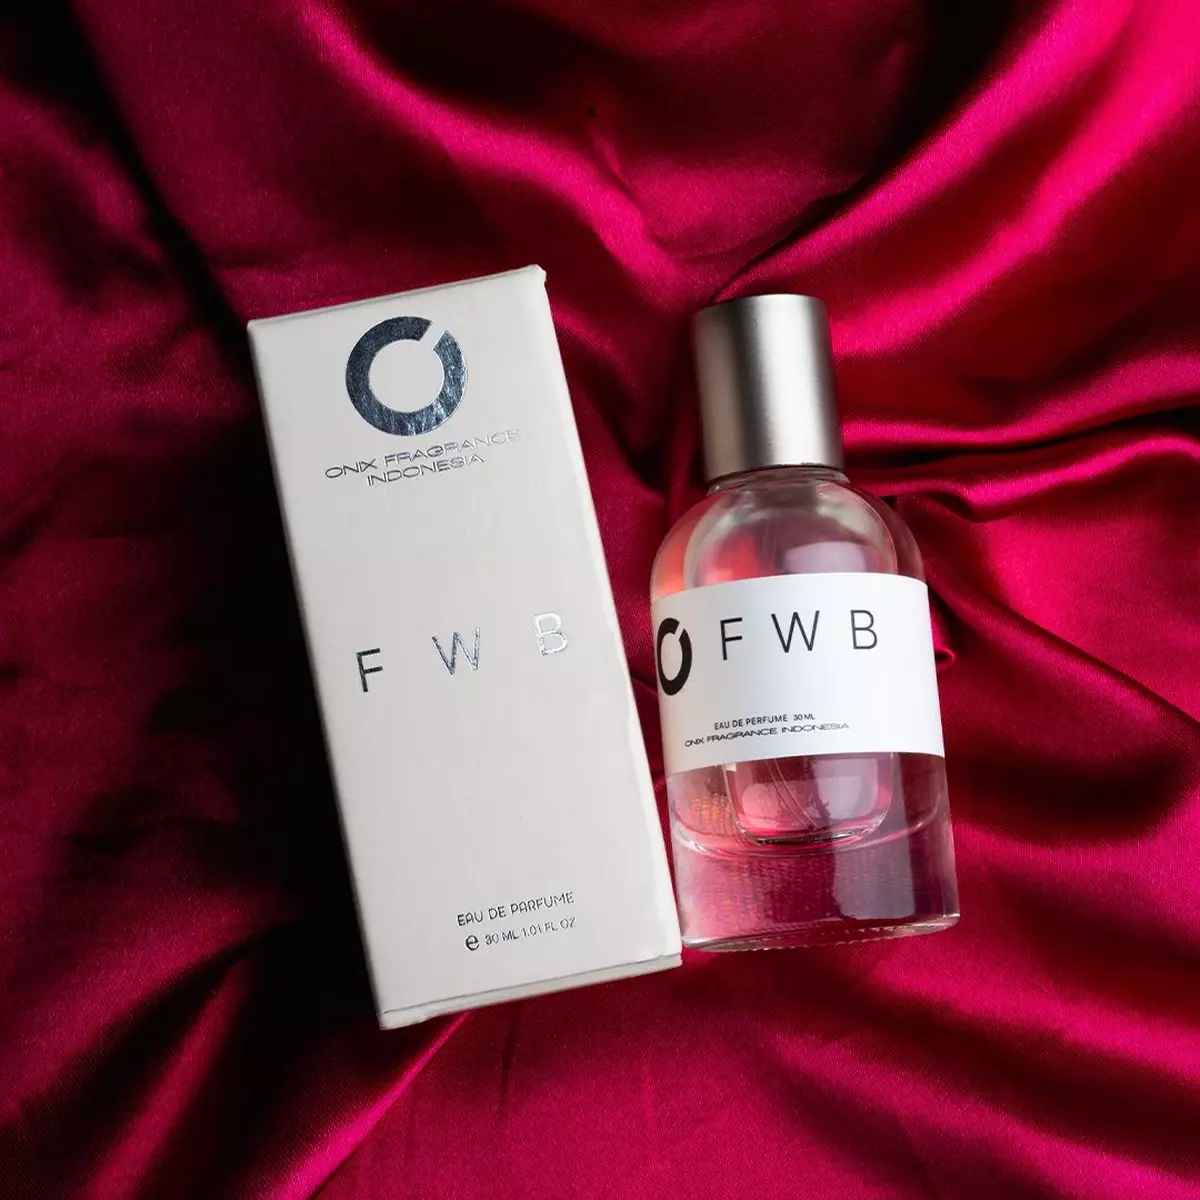 ONIX FRAGRANCE
INDONESIA
F W B
EAU DE PARFUME
e 30 ML 1.01 FL OZ
F W B
EAU DE PERFUME 30 ML
ONIX FRAGRANCE INDONESIA